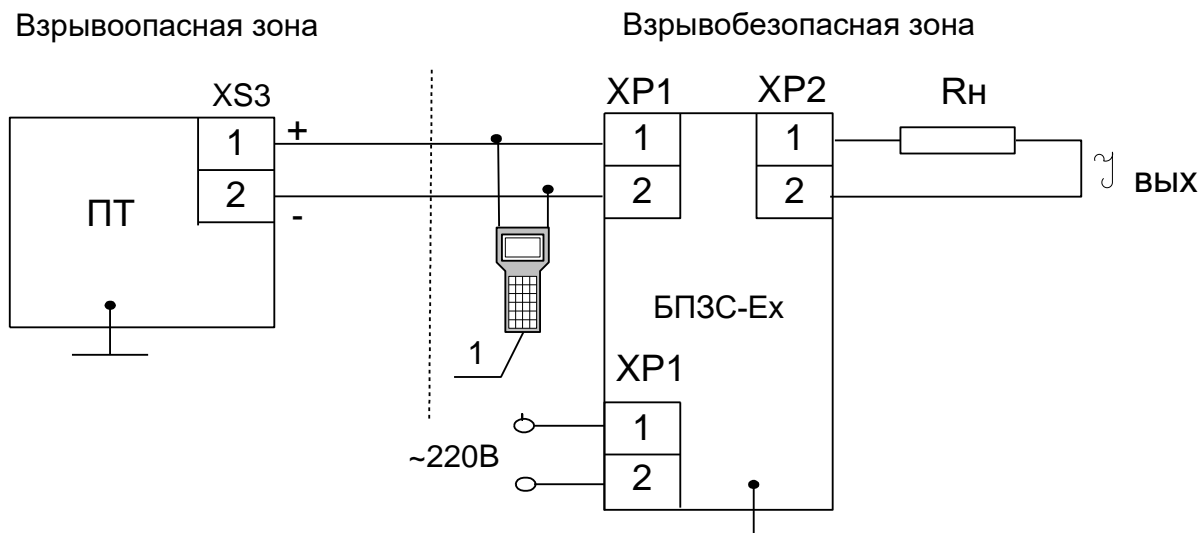 Взрывоопасная зона
Взрывобезопасная зона
XS3
XP1
XP2
Rн
1
+
1
1
2
-
2
2
вых
ПТ
БПЗС-Ex
1
XP1
1
~220В
2